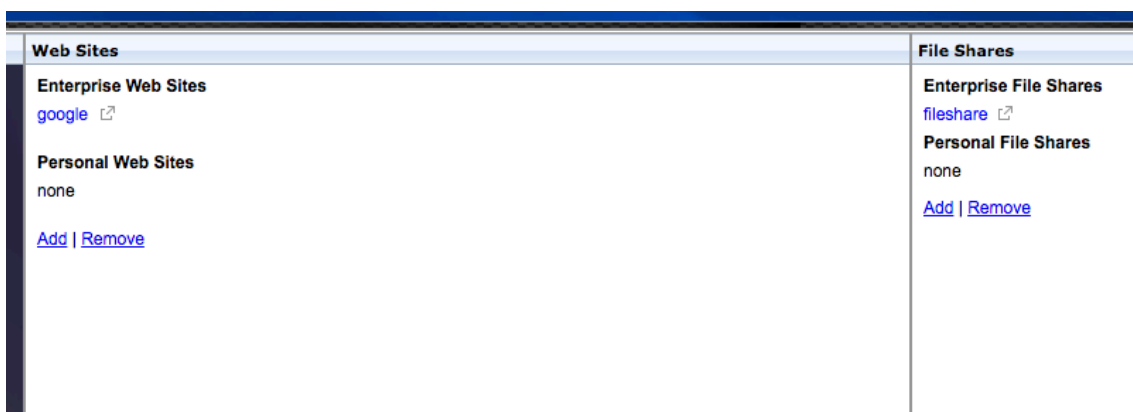 Web Sites
Enterprise Web Sites
google
Personal Web Sites
none
Add | Remove
File Shares
Enterprise File Shares
fileshare
Personal File Shares
none
Add | Remove